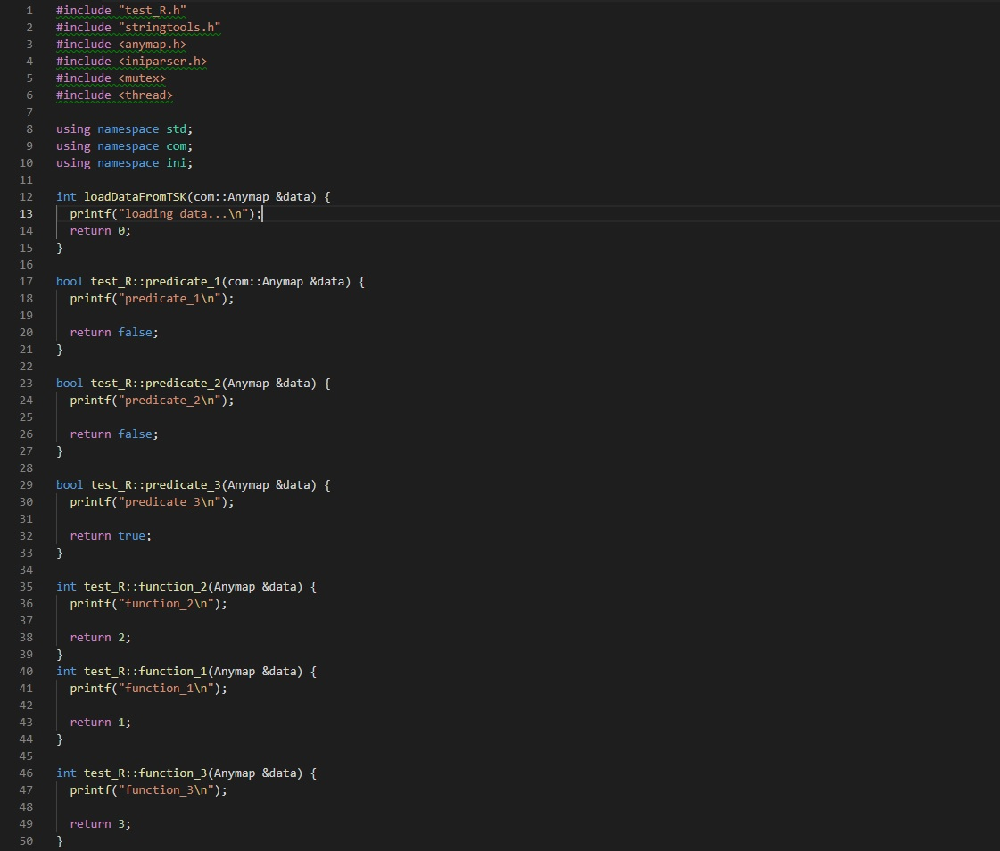 1 #include "test_R.h"
2 #include "stringtools.h"
3 #include <anymap.h>
4 #include <iniparser.h>
5 #include <mutex>
6 #include <thread>
7
8 using namespace std;
9 using namespace com;
10 using namespace ini;
11
12 int loadDataFromTSK(com::Anymap &data) {
13   printf("loading data...\n");
14   return 0;
15 }
16
17 bool test_R::predicate_1(com::Anymap &data) {
18   printf("predicate_1\n");
19
20   return false;
21 }
22
23 bool test_R::predicate_2(Anymap &data) {
24   printf("predicate_2\n");
25
26   return false;
27 }
28
29 bool test_R::predicate_3(Anymap &data) {
30   printf("predicate_3\n");
31
32   return true;
33 }
34
35 int test_R::function_2(Anymap &data) {
36   printf("function_2\n");
37
38   return 2;
39 }
40 int test_R::function_1(Anymap &data) {
41   printf("function_1\n");
42
43   return 1;
44 }
45
46 int test_R::function_3(Anymap &data) {
47   printf("function_3\n");
48
49   return 3;
50 }